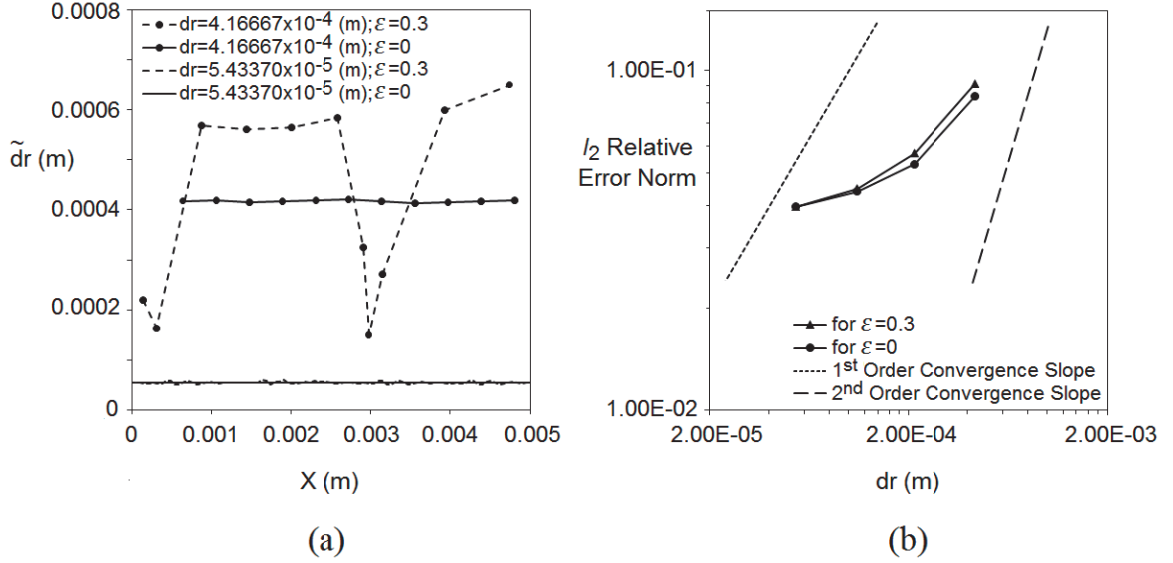 0.0008
0.0006
d̃r (m)
0.0004
0.0002
0
0
0.001
0.002
0.003
0.004
0.005
X (m)
dr=4.16667x10-4 (m);ℰ=0.3
dr=4.16667x10-4 (m);ℰ=0
dr=5.43370x10-5 (m);ℰ=0.3
dr=5.43370x10-5 (m);ℰ=0
(a)
1.00E-01
l2 Relative
Error Norm
1.00E-02
for ℰ=0.3
for ℰ=0
1st Order Convergence Slope
2nd Order Convergence Slope
2.00E-05
2.00E-04
2.00E-03
dr (m)
(b)